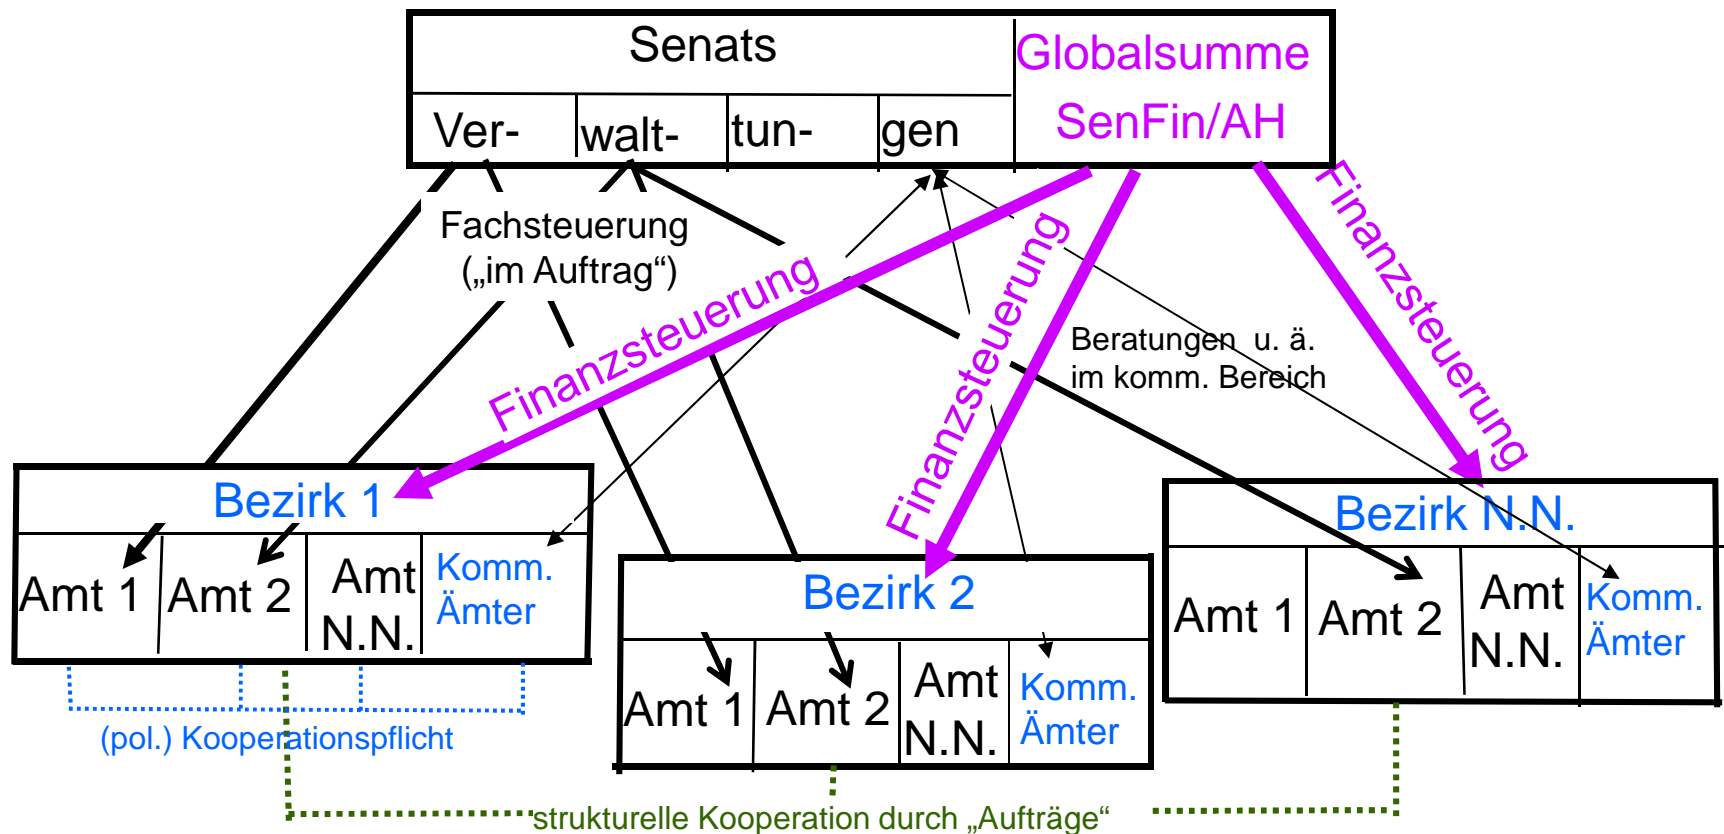 Senats
Globalsumme
SenFin/AH
Ver-
walt-
tun-
gen
Fachsteuerung
(„im Auftrag“)
Finanzsteuerung
Finanzsteuerung
Finanzsteuerung
Beratungen u. ä.
im komm. Bereich
Bezirk 1
Amt 1
Amt 2
Amt
N.N.
Komm.
Ämter
Bezirk 2
Amt 1
Amt 2
Amt
N.N.
Komm.
Ämter
Bezirk N.N.
Amt 1
Amt 2
Amt
N.N.
Komm.
Ämter
(pol.) Kooperationspflicht
strukturelle Kooperation durch „Aufträge“